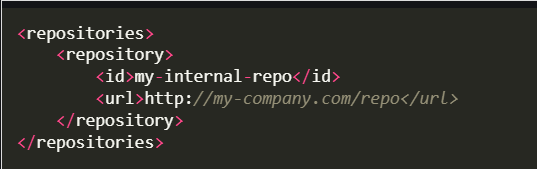 <repositories>
    <repository>
        <id>my-internal-repo</id>
        <url>http://my-company.com/repo</url>
    </repository>
</repositories>